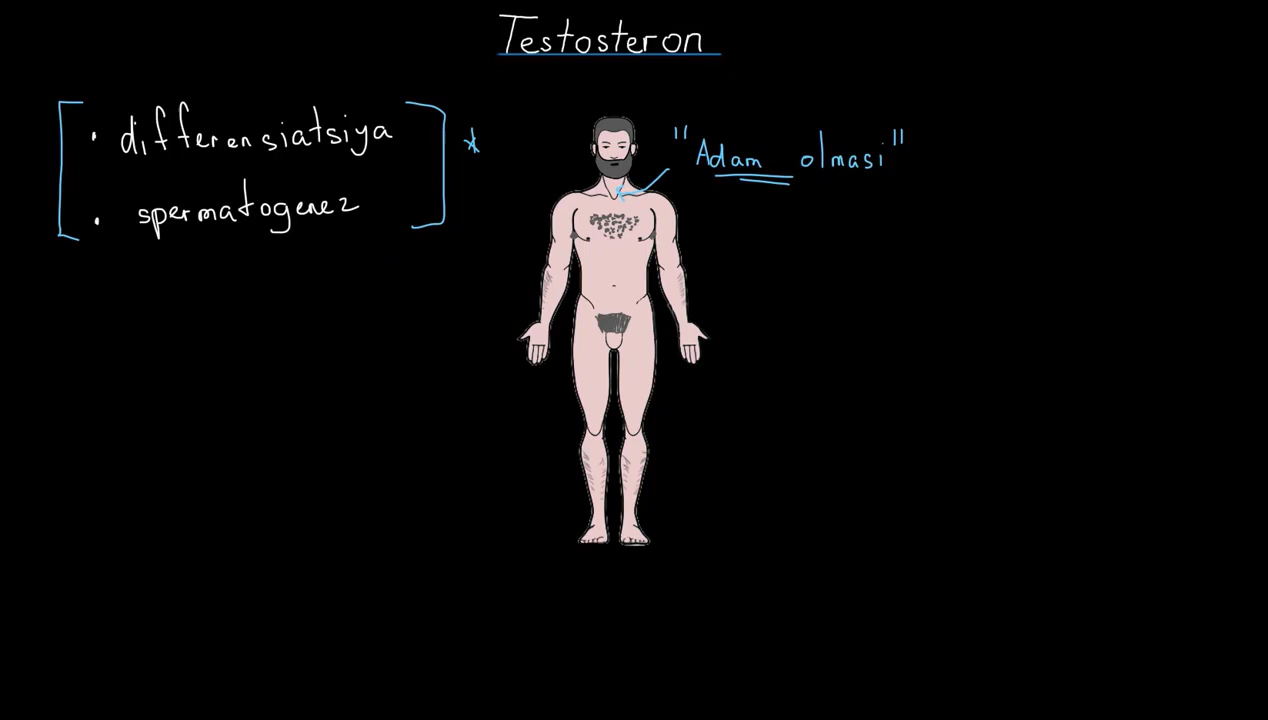 Testosteron
• differensiatsiya *
"Adam olmasi"
• spermatogenez